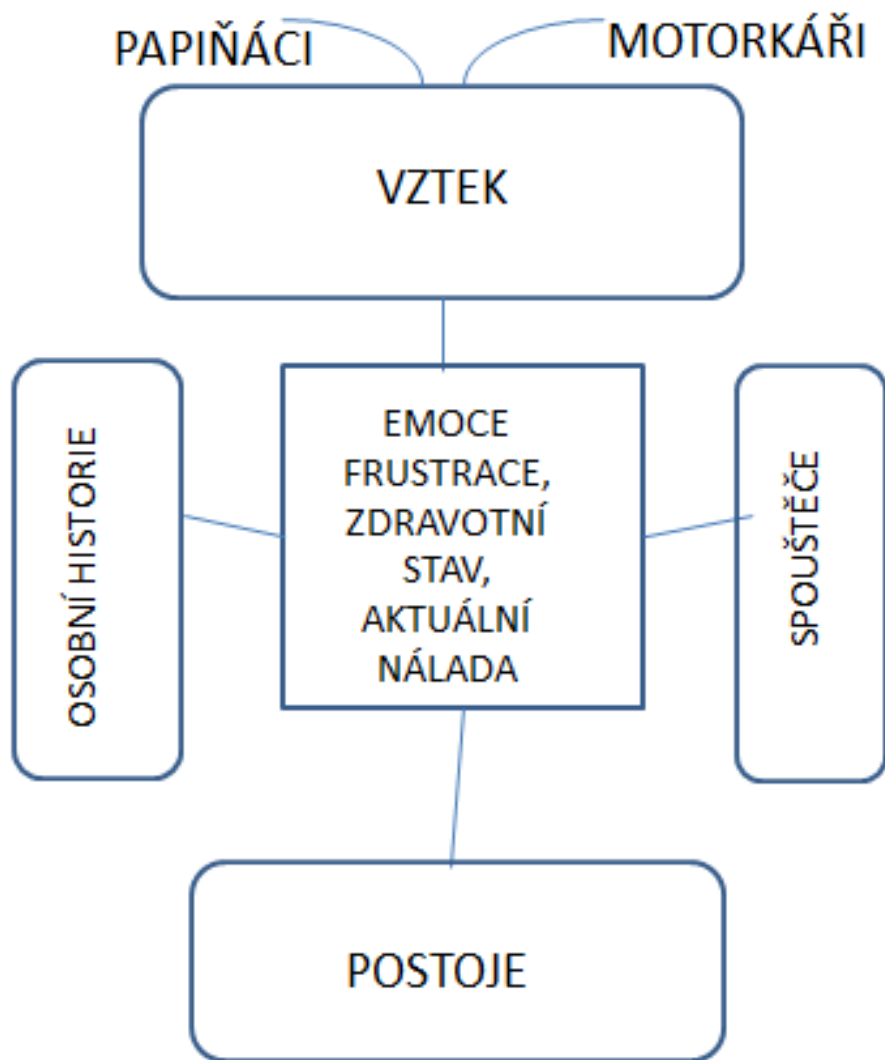 PAPIŇÁCI
MOTORKÁŘI
VZTEK
OSOBNÍ HISTORIE
EMOCE
FRUSTRACE,
ZDRAVOTNÍ
STAV,
AKTUÁLNÍ
NÁLADA
SPOUŠTĚČE
POSTOJE